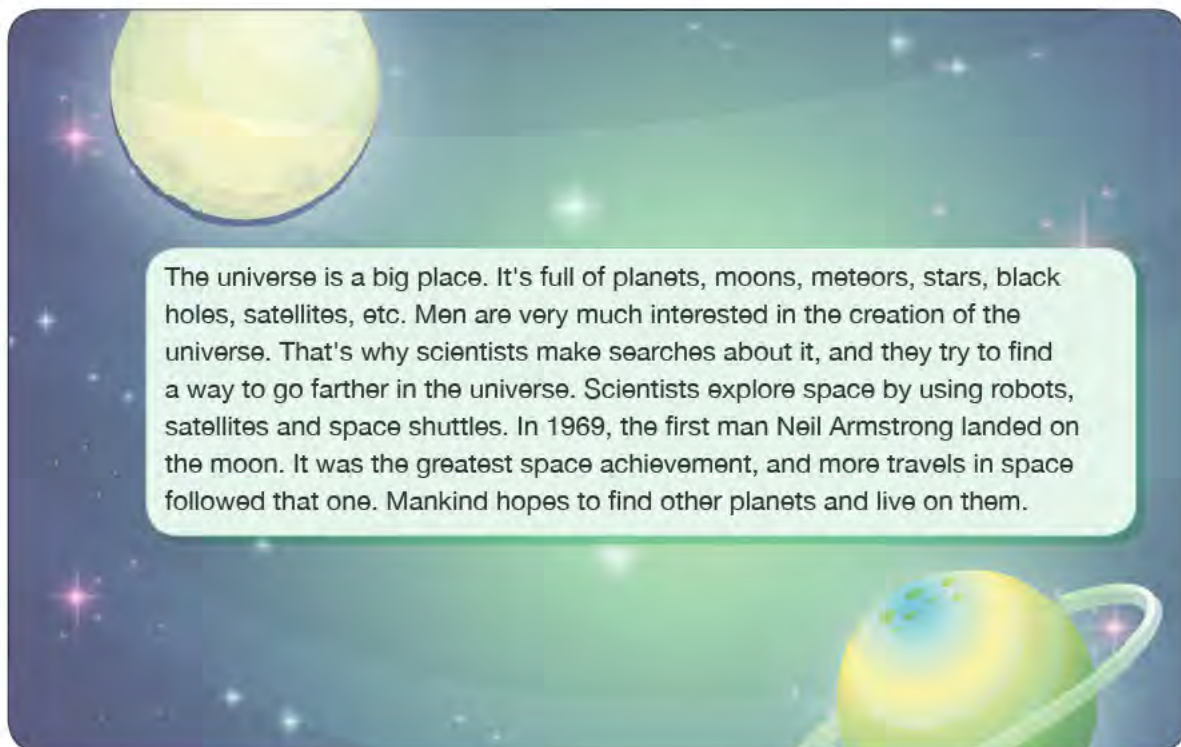 The universe is a big place. It's full of planets, moons, meteors, stars, black
holes, satellites, etc. Men are very much interested in the creation of the
universe. That's why scientists make searches about it, and they try to find
a way to go farther in the universe. Scientists explore space by using robots,
satellites and space shuttles. In 1969, the first man Neil Armstrong landed on
the moon. It was the greatest space achievement, and more travels in space
followed that one. Mankind hopes to find other planets and live on them.